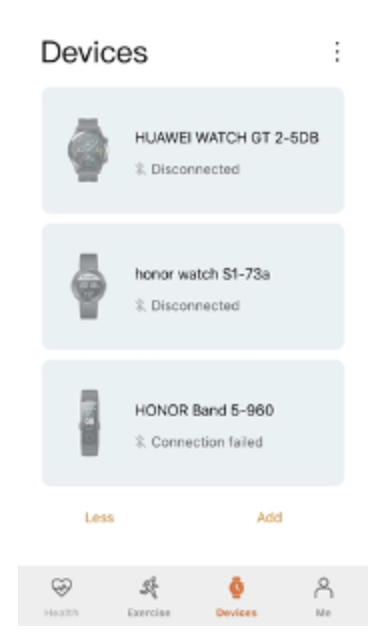 Devices
HUAWEI WATCH GT 2-5DB
Disconnected
honor watch S1-73a
Disconnected
HONOR Band 5-960
Connection failed
Less
Add
Health
Exercise
Devices
Me